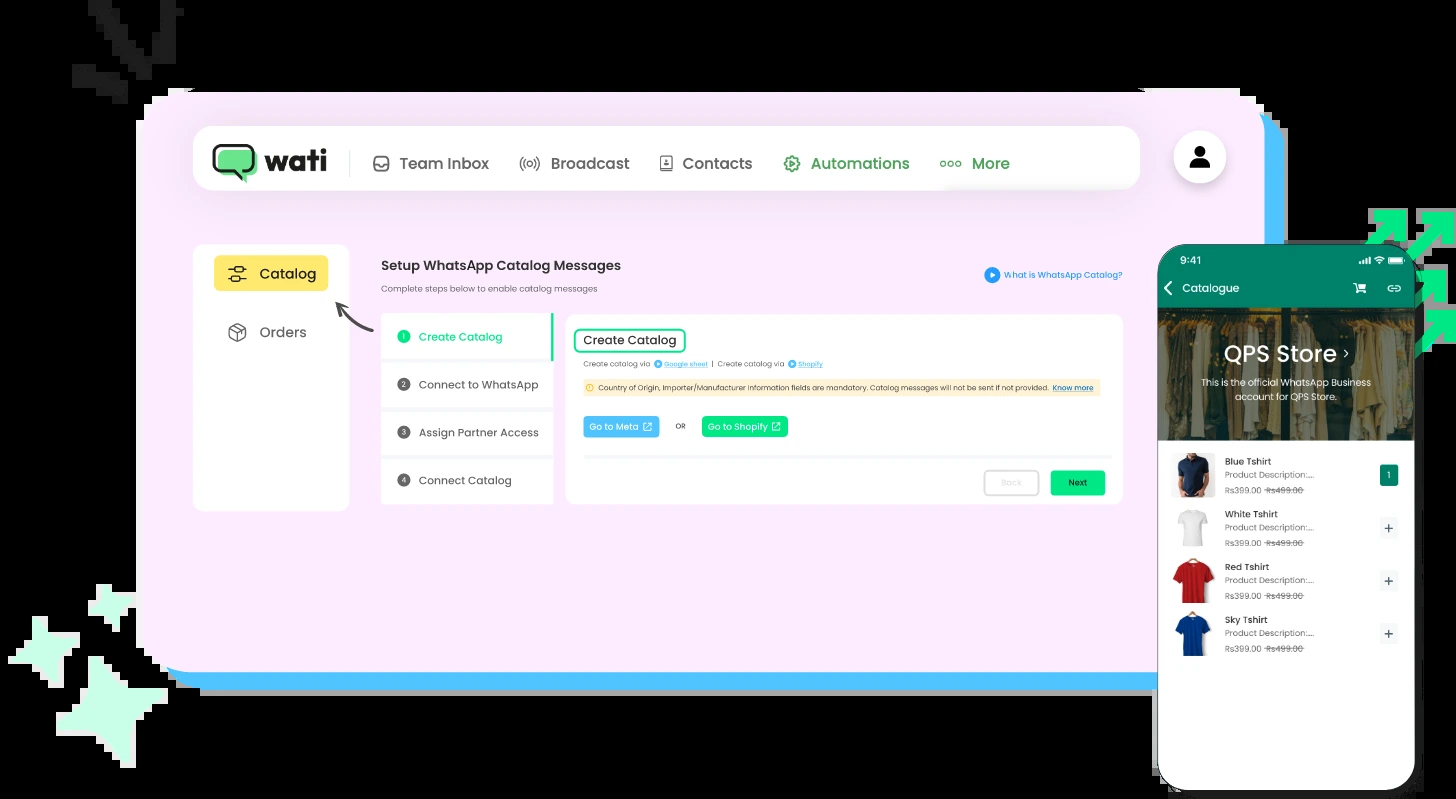 wati
Team Inbox
Broadcast
Contacts
Automations
More
Catalog
Orders
Setup WhatsApp Catalog Messages
Complete steps below to enable catalog messages
What is WhatsApp Catalog?
1 Create Catalog
2 Connect to WhatsApp
3 Assign Partner Access
4 Connect Catalog
Create Catalog
Create catalog via Google sheet | Create catalog via Shopify
Country of Origin, Importer/Manufacturer information fields are mandatory. Catalog messages will not be sent if not provided. Know more
Go to Meta
OR
Go to Shopify
Back
Next
9:41
Catalogue
QPS Store ›
This is the official WhatsApp Business
account for QPS Store.
Blue Tshirt
Product Description:...
Rs399.00 Rs499.00
1
White Tshirt
Product Description:...
Rs399.00 Rs499.00
+
Red Tshirt
Product Description:...
Rs399.00 Rs499.00
+
Sky Tshirt
Product Description:...
Rs399.00 Rs499.00
+